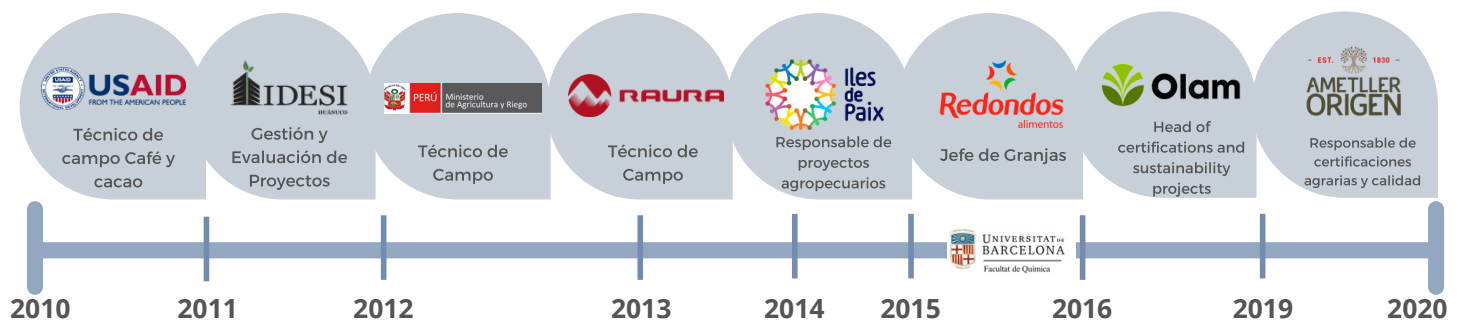 USAID
FROM THE AMERICAN PEOPLE
Técnico de
campo Café y
cacao
IDESI
HUÁNUCO
Gestión y
Evaluación de
Proyectos
PERÚ
Ministerio
de Agricultura y Riego
Técnico de
Campo
RAURA
Técnico de
Campo
Iles
de
Paix
Responsable de
proyectos
agropecuarios
Redondos
alimentos
Jefe de Granjas
Olam
Head of
certifications and
sustainability
projects
- EST. 1830 -
AMETLLER
ORIGEN
Responsable de
certificaciones
agrarias y calidad
UNIVERSITAT DE
BARCELONA
Facultat de Química
2010
2011
2012
2013
2014
2015
2016
2019
2020